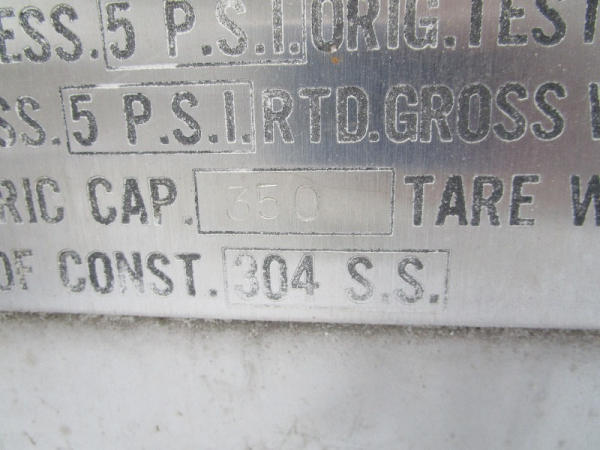 ESS. 5 P.S.I. ORIG. TEST
SS. 5 P.S.I. RTD. GROSS W
RIC CAP. 350 TARE W
OF CONST. 304 S.S.